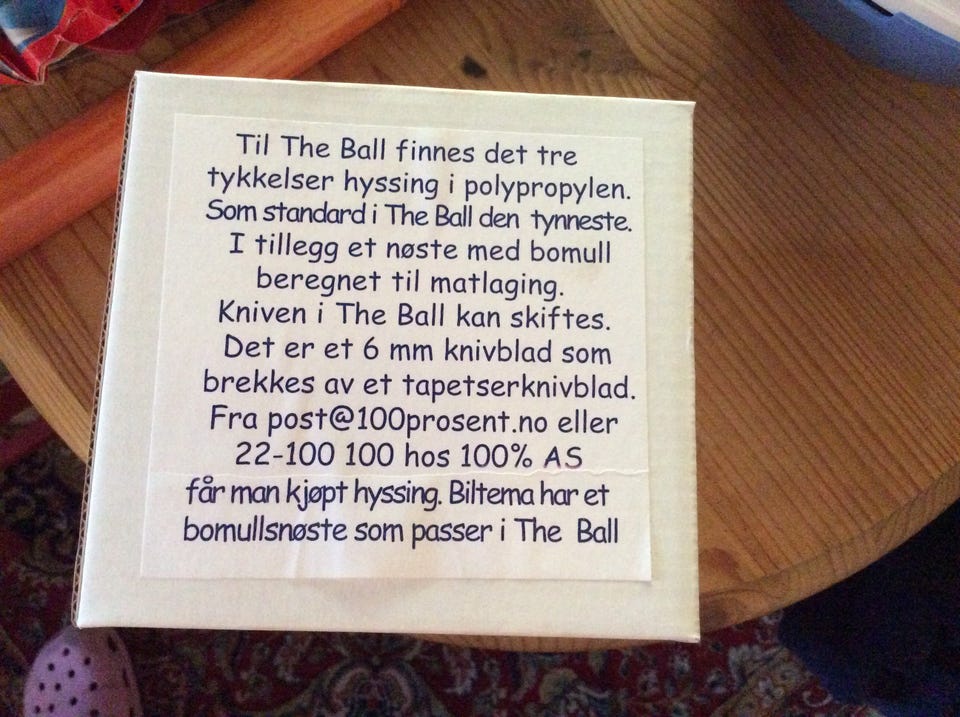 Til The Ball finnes det tre
tykkelser hyssing i polypropylen.
Som standard i The Ball den tynneste.
I tillegg et nøste med bomull
beregnet til matlaging.
Kniven i The Ball kan skiftes.
Det er et 6 mm knivblad som
brekkes av et tapetserknivblad.
Fra post@100prosent.no eller
22-100 100 hos 100% AS
får man kjøpt hyssing. Biltema har et
bomullsnøste som passer i The Ball